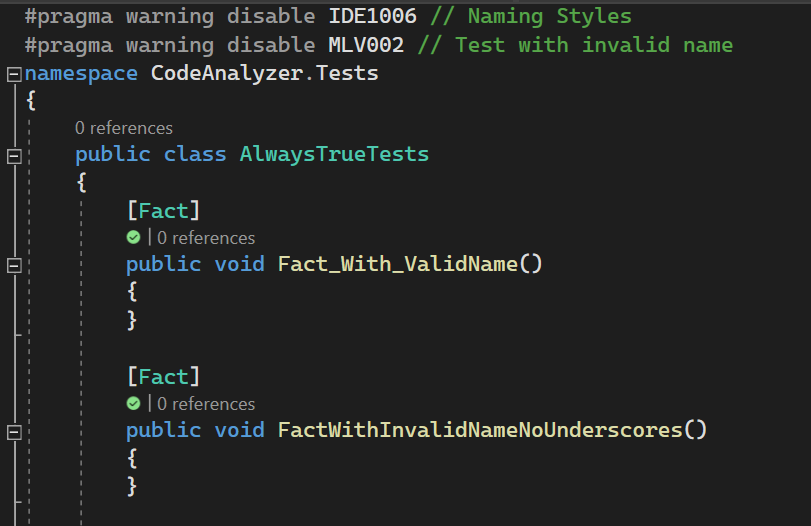 #pragma warning disable IDE1006 // Naming Styles
#pragma warning disable MLV002 // Test with invalid name
namespace CodeAnalyzer.Tests
{
0 references
public class AlwaysTrueTests
{
[Fact]
| 0 references
public void Fact_With_ValidName()
{
}
[Fact]
| 0 references
public void FactWithInvalidNameNoUnderscores()
{
}